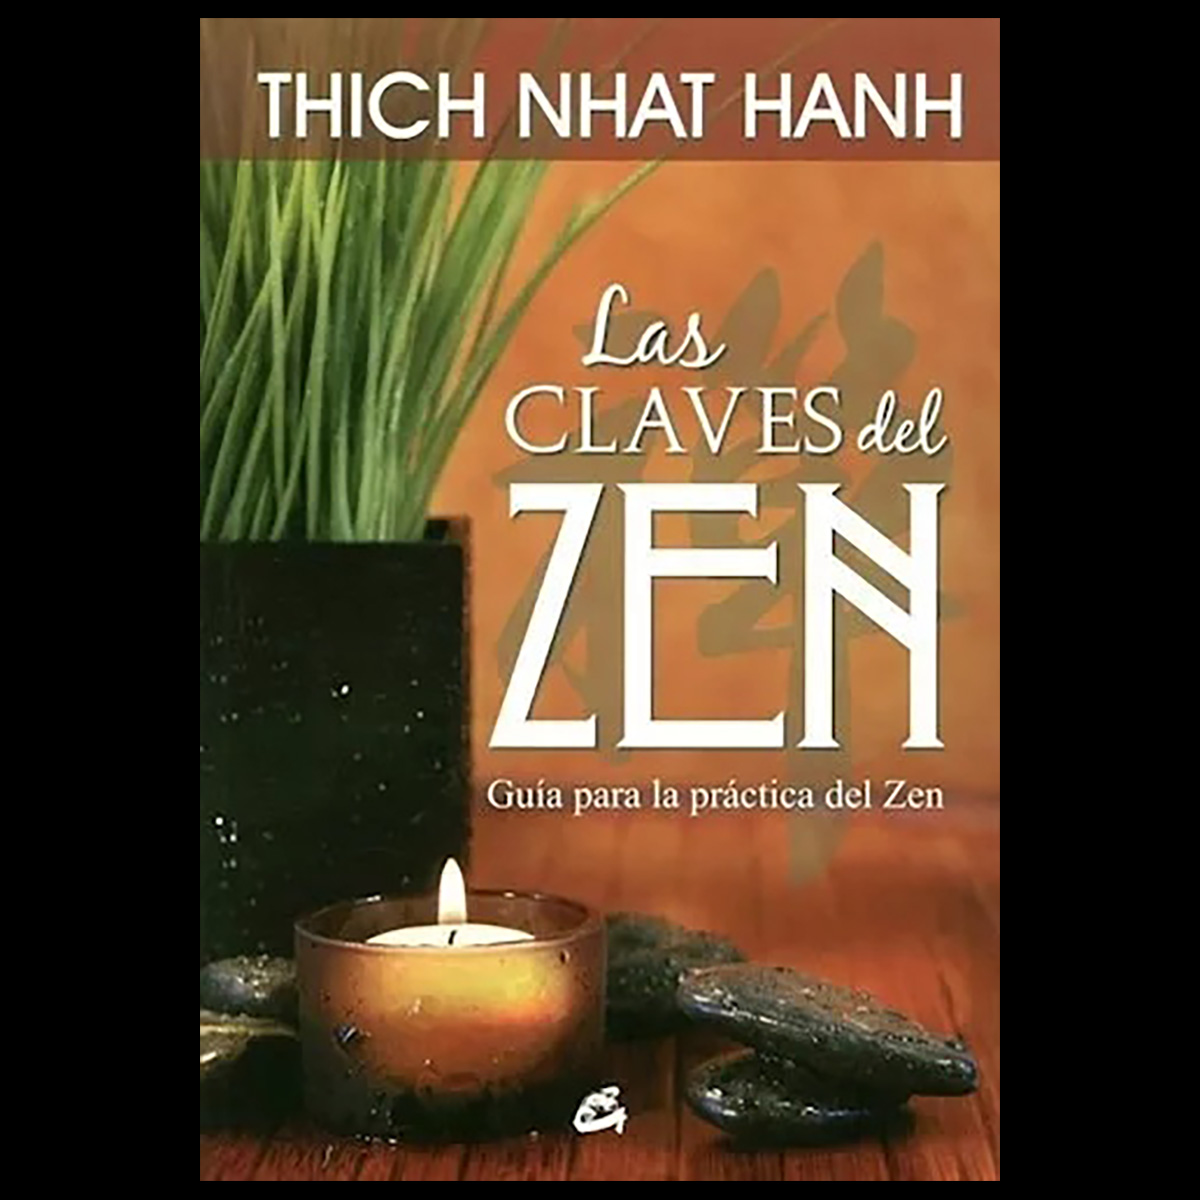 THICH NHAT HANH
Las
CLAVES del
ZEN
Guía para la práctica del Zen